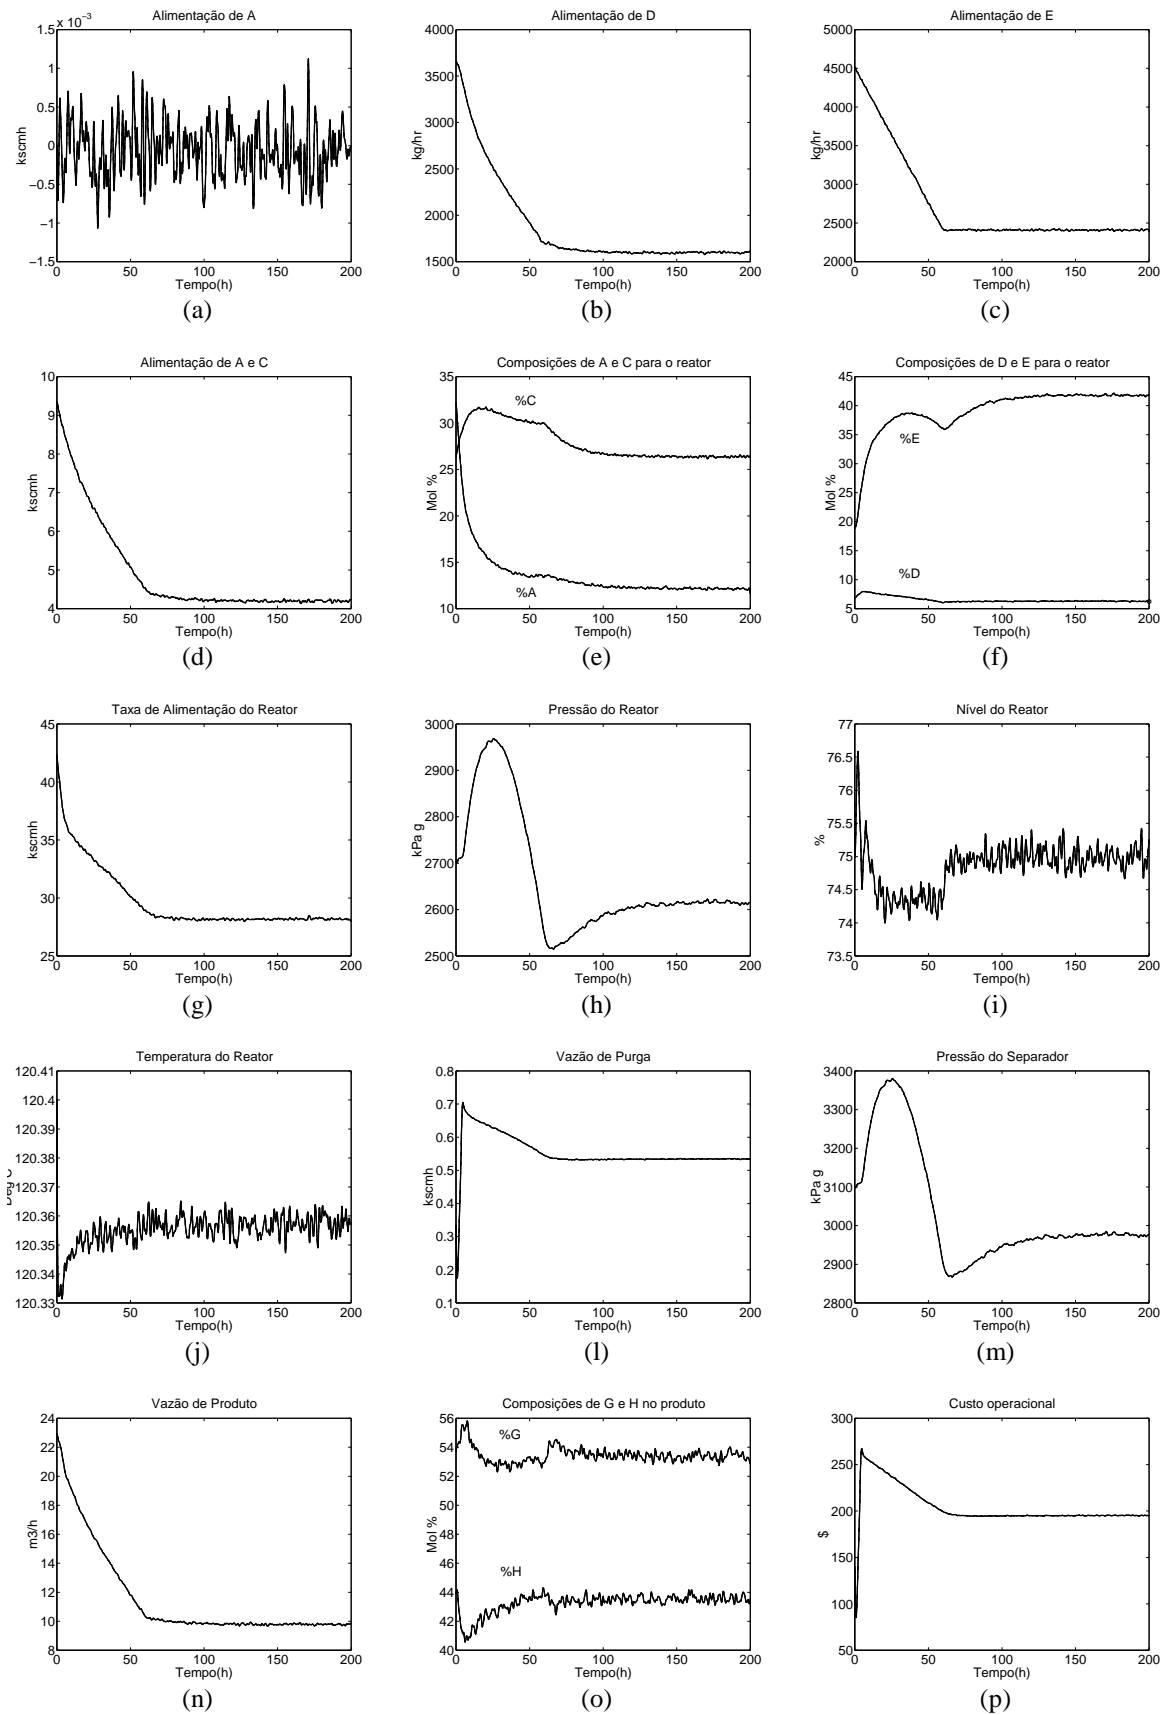 Alimentação de A
x 10⁻³
1.5
1
0.5
0
−0.5
−1
−1.5
kscmh
0 50 100 150 200
Tempo(h)
(a)
Alimentação de D
4000
3500
3000
2500
2000
1500
kg/hr
0 50 100 150 200
Tempo(h)
(b)
Alimentação de E
5000
4500
4000
3500
3000
2500
2000
kg/hr
0 50 100 150 200
Tempo(h)
(c)
Alimentação de A e C
10
9
8
7
6
5
4
kscmh
0 50 100 150 200
Tempo(h)
(d)
Composições de A e C para o reator
35
30
25
20
15
10
Mol %
%C
%A
0 50 100 150 200
Tempo(h)
(e)
Composições de D e E para o reator
45
40
35
30
25
20
15
10
5
Mol %
%E
%D
0 50 100 150 200
Tempo(h)
(f)
Taxa de Alimentação do Reator
45
40
35
30
25
kscmh
0 50 100 150 200
Tempo(h)
(g)
Pressão do Reator
3000
2900
2800
2700
2600
2500
kPa g
0 50 100 150 200
Tempo(h)
(h)
Nível do Reator
77
76.5
76
75.5
75
74.5
74
73.5
%
0 50 100 150 200
Tempo(h)
(i)
Temperatura do Reator
120.41
120.4
120.39
120.38
120.37
120.36
120.35
120.34
120.33
Deg C
0 50 100 150 200
Tempo(h)
(j)
Vazão de Purga
0.8
0.7
0.6
0.5
0.4
0.3
0.2
0.1
kscmh
0 50 100 150 200
Tempo(h)
(l)
Pressão do Separador
3400
3300
3200
3100
3000
2900
2800
kPa g
0 50 100 150 200
Tempo(h)
(m)
Vazão de Produto
24
22
20
18
16
14
12
10
8
m3/h
0 50 100 150 200
Tempo(h)
(n)
Composições de G e H no produto
56
54
52
50
48
46
44
42
40
Mol %
%G
%H
0 50 100 150 200
Tempo(h)
(o)
Custo operacional
300
250
200
150
100
50
$
0 50 100 150 200
Tempo(h)
(p)